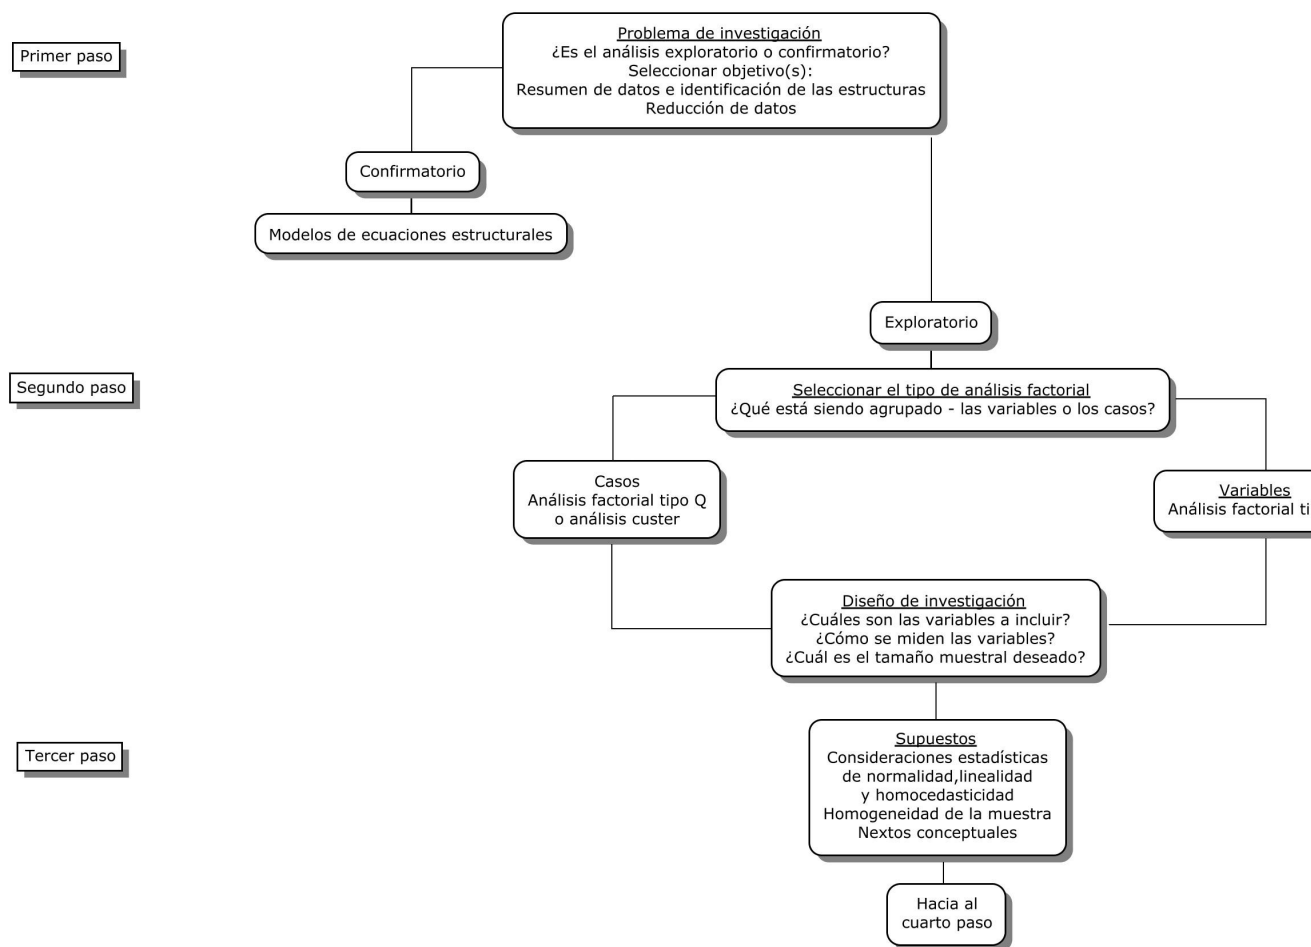 Primer paso
Problema de investigación
¿Es el análisis exploratorio o confirmatorio?
Seleccionar objetivo(s):
Resumen de datos e identificación de las estructuras
Reducción de datos
Confirmatorio
Modelos de ecuaciones estructurales
Exploratorio
Segundo paso
Seleccionar el tipo de análisis factorial
¿Qué está siendo agrupado - las variables o los casos?
Casos
Análisis factorial tipo Q
o análisis custer
Variables
Análisis factorial
Diseño de investigación
¿Cuáles son las variables a incluir?
¿Cómo se miden las variables?
¿Cuál es el tamaño muestral deseado?
Tercer paso
Supuestos
Consideraciones estadísticas
de normalidad,linealidad
y homocedasticidad
Homogeneidad de la muestra
Nextos conceptuales
Hacia al
cuarto paso